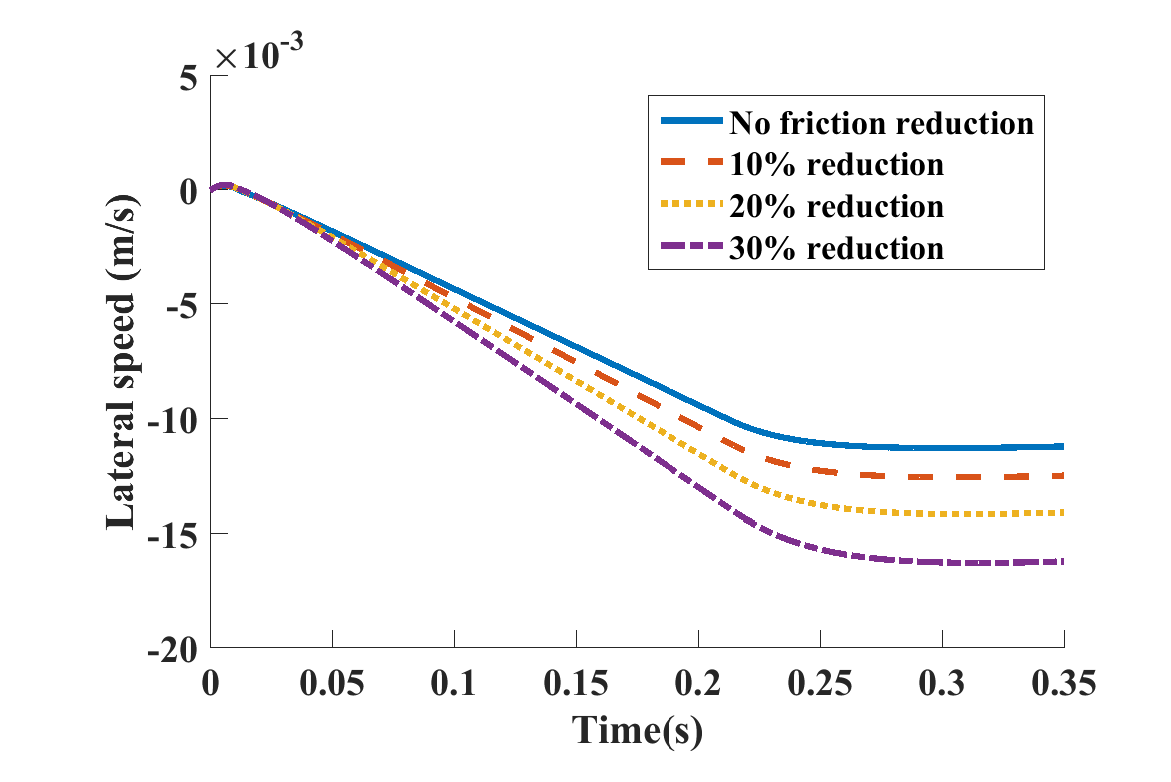 ×10-3
5
0
-5
-10
-15
-20
Lateral speed (m/s)
No friction reduction
10% reduction
20% reduction
30% reduction
0 0.05 0.1 0.15 0.2 0.25 0.3 0.35
Time(s)